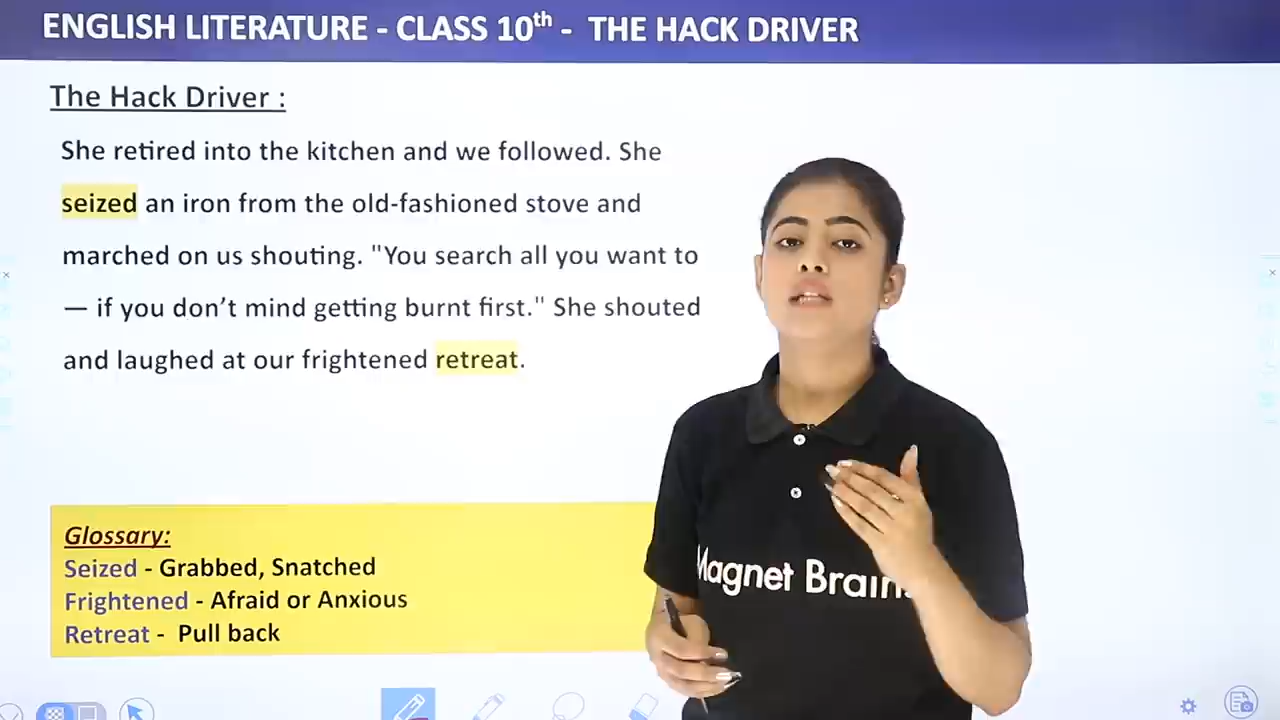 ENGLISH LITERATURE - CLASS 10th - THE HACK DRIVER
The Hack Driver :
She retired into the kitchen and we followed. She
seized an iron from the old-fashioned stove and
marched on us shouting. "You search all you want to
— if you don’t mind getting burnt first." She shouted
and laughed at our frightened retreat.
Glossary:
Seized - Grabbed, Snatched
Frightened - Afraid or Anxious
Retreat - Pull back
Magnet Brains